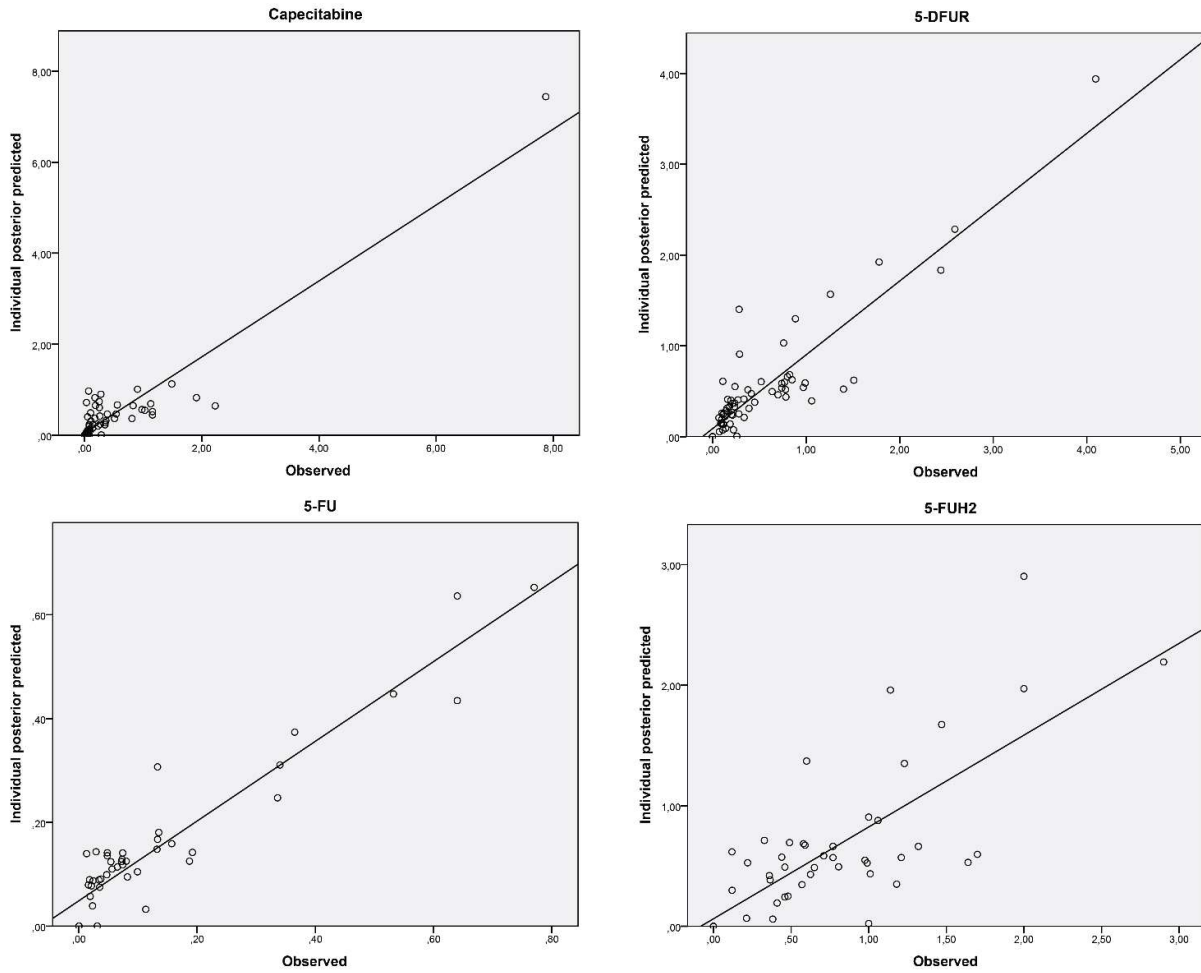 Capecitabine
Individual posterior predicted
8,00
6,00
4,00
2,00
,00
,00 2,00 4,00 6,00 8,00
Observed
5-DFUR
Individual posterior predicted
4,00
3,00
2,00
1,00
,00
,00 1,00 2,00 3,00 4,00 5,00
Observed
5-FU
Individual posterior predicted
,60
,40
,20
,00
,00 ,20 ,40 ,60 ,80
Observed
5-FUH2
Individual posterior predicted
3,00
2,00
1,00
,00
,00 ,50 1,00 1,50 2,00 2,50 3,00
Observed